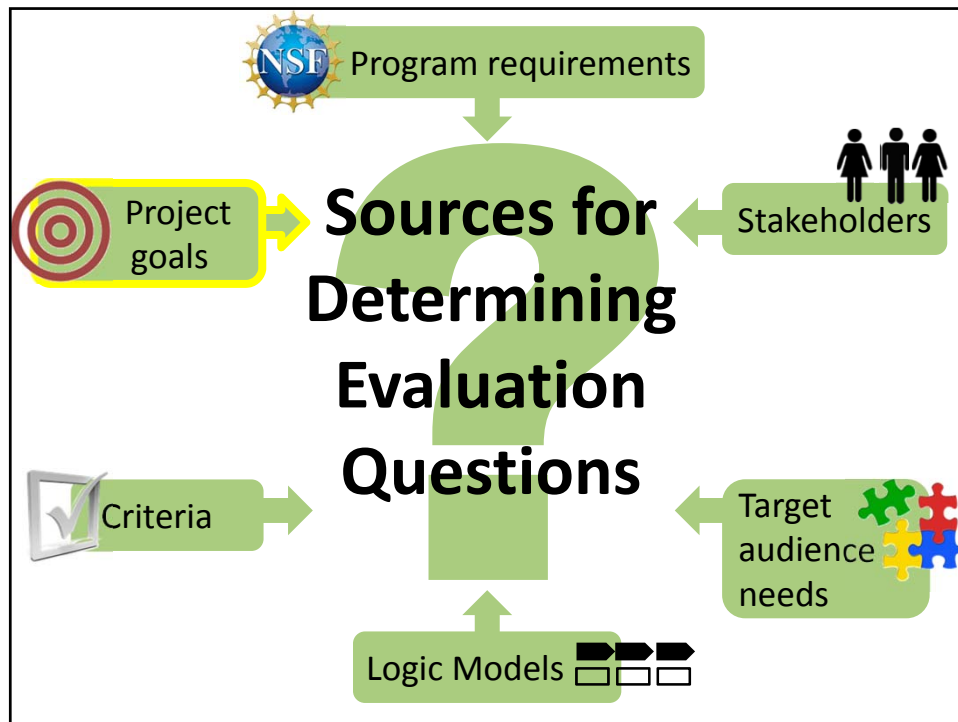 NSF
Program requirements
Project
goals
Sources for
Determining
Evaluation
Questions
Stakeholders
Criteria
Target
audience
needs
Logic Models